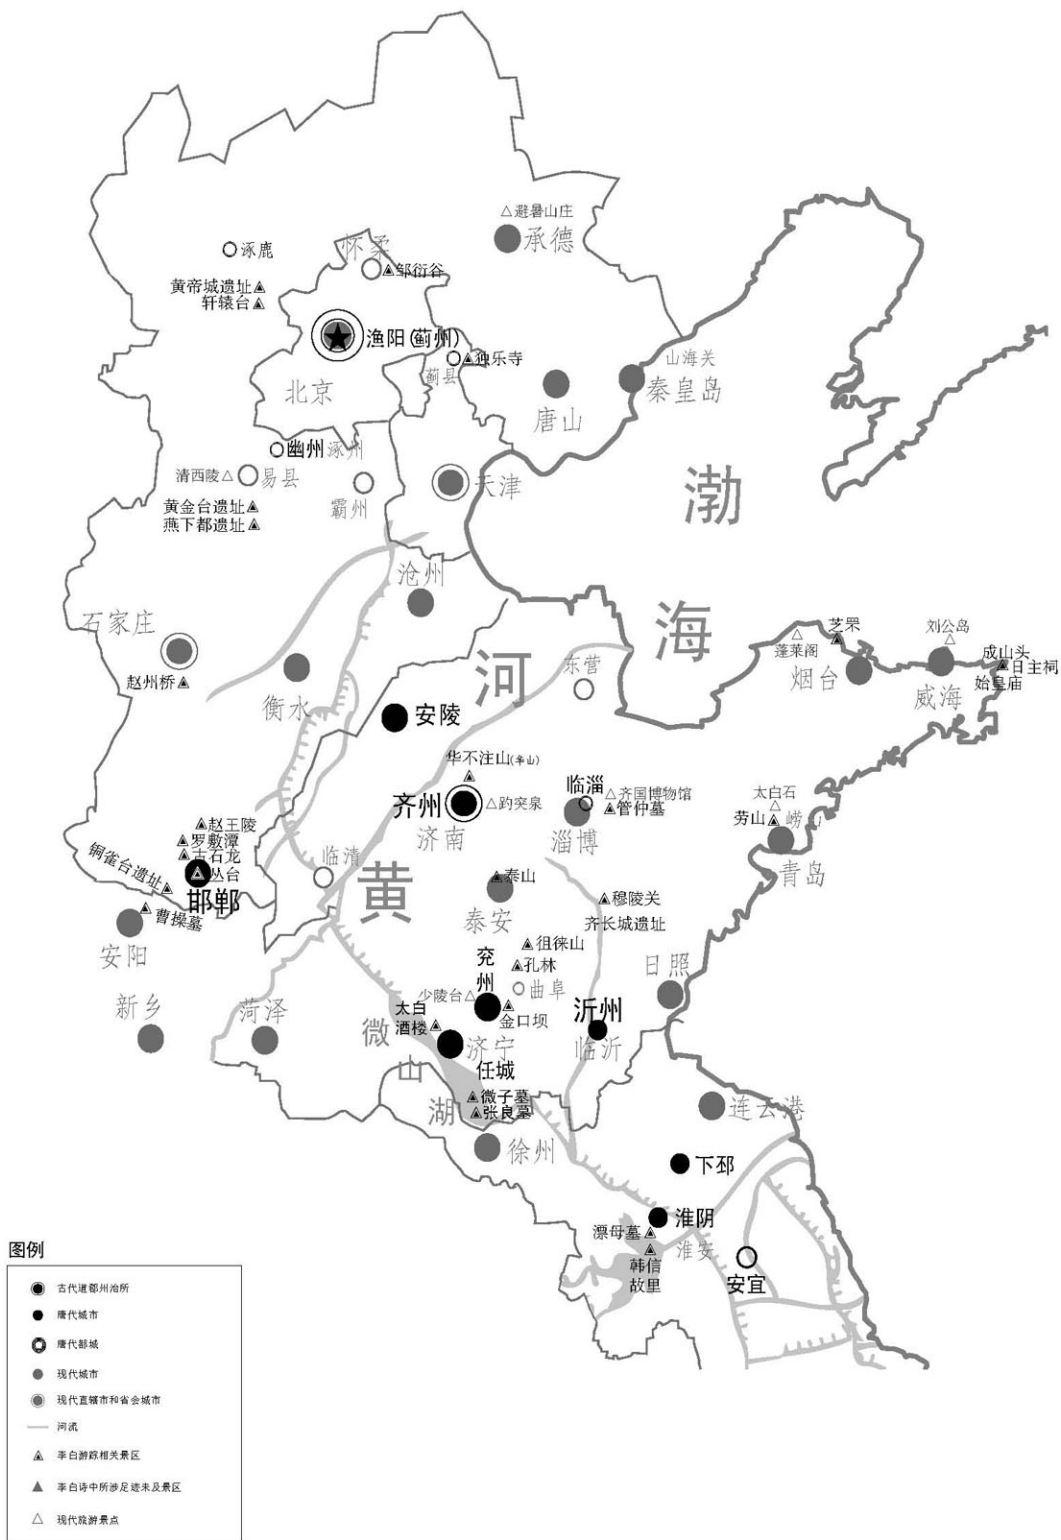 △避暑山庄
承德
怀柔
涿鹿
邹衍谷
黄帝城遗址
轩辕台
渔阳(蓟州)
独乐寺
蓟县
山海关
秦皇岛
北京
唐山
幽州 涿州
清西陵△
易县
天津
霸州
黄金台遗址
燕下都遗址
渤
海
沧州
石家庄
赵州桥
衡水
河
东营
蓬莱阁
芝罘
烟台
刘公岛
威海
成山头
日主祠
始皇庙
安陵
华不注山(华山)
齐州
济南
△趵突泉
临淄
△齐国博物馆
管仲墓
淄博
太白石
劳山
崂山
青岛
赵王陵
罗敷潭
古石龙
丛台
铜雀台遗址
邯郸
曹操墓
安阳
临清
黄
泰山
泰安
穆陵关
齐长城遗址
徂徕山
孔林
曲阜
兖州
少陵台△
金口坝
日照
新乡
菏泽
太白酒楼
济宁
任城
沂州
临沂
微
山
湖
微子墓
张良墓
徐州
连云港
下邳
淮阴
漂母墓
淮安
韩信故里
安宜
图例
古代道郡州治所
唐代城市
唐代都城
现代城市
现代直辖市和省会城市
河流
李白游踪相关景区
李白诗中所涉足迹未及景区
现代旅游景点